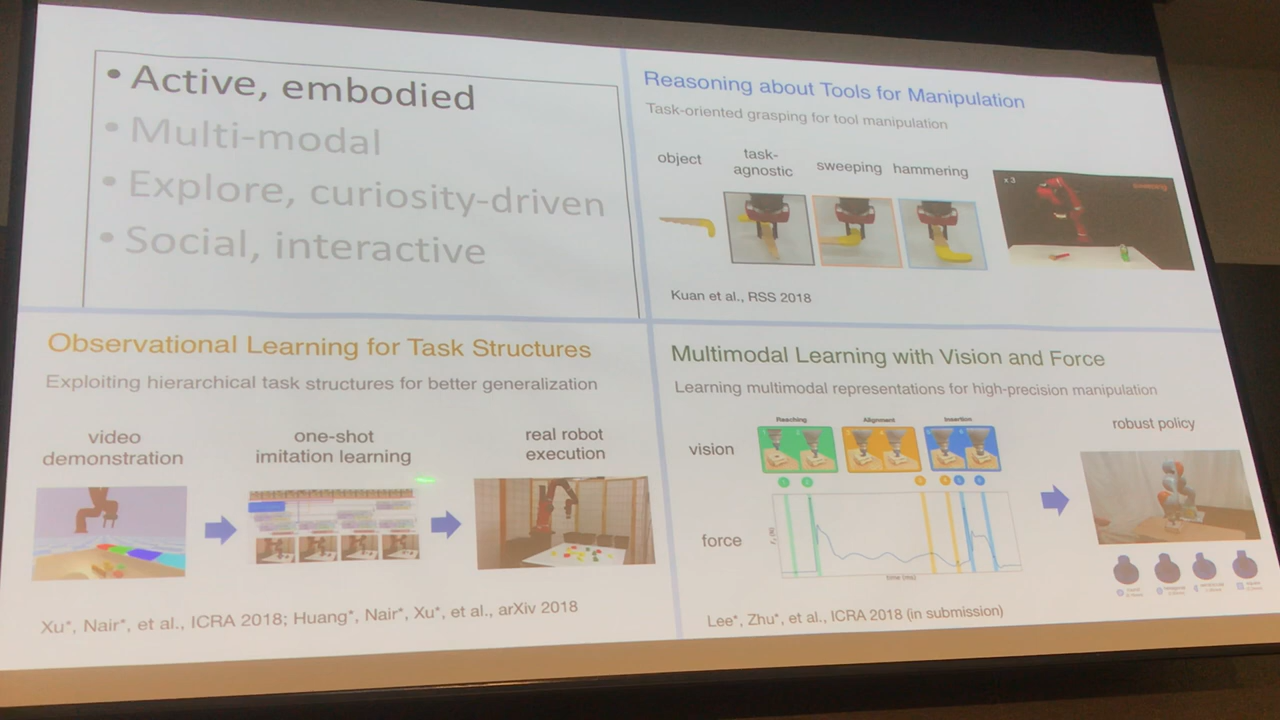 • Active, embodied
• Multi-modal
• Explore, curiosity-driven
• Social, interactive
Reasoning about Tools for Manipulation
Task-oriented grasping for tool manipulation
object
task-
agnostic
sweeping
hammering
x 3
sweeping
Kuan et al., RSS 2018
Observational Learning for Task Structures
Exploiting hierarchical task structures for better generalization
video
demonstration
one-shot
imitation learning
real robot
execution
Xu*, Nair*, et al., ICRA 2018; Huang*, Nair*, Xu*, et al., arXiv 2018
Multimodal Learning with Vision and Force
Learning multimodal representations for high-precision manipulation
vision
Reaching
Alignment
Insertion
robust policy
force
time (ms)
Lee*, Zhu*, et al., ICRA 2018 (in submission)